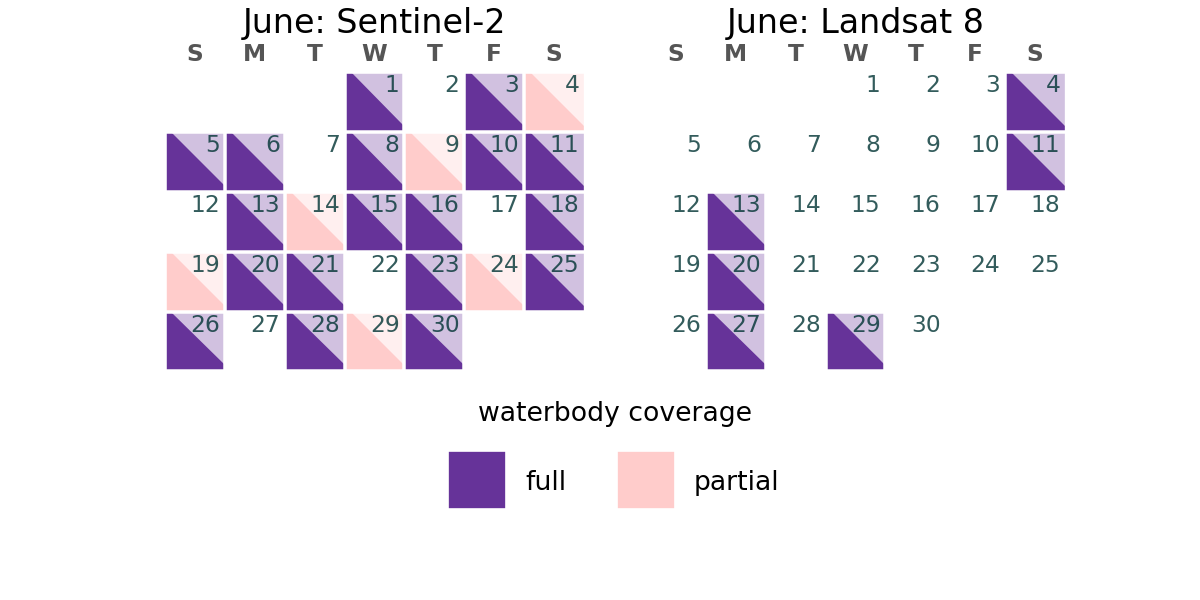 June: Sentinel-2
S M T W T F S
1 2 3 4
5 6 7 8 9 10 11
12 13 14 15 16 17 18
19 20 21 22 23 24 25
26 27 28 29 30
June: Landsat 8
S M T W T F S
1 2 3 4
5 6 7 8 9 10 11
12 13 14 15 16 17 18
19 20 21 22 23 24 25
26 27 28 29 30
waterbody coverage
full partial